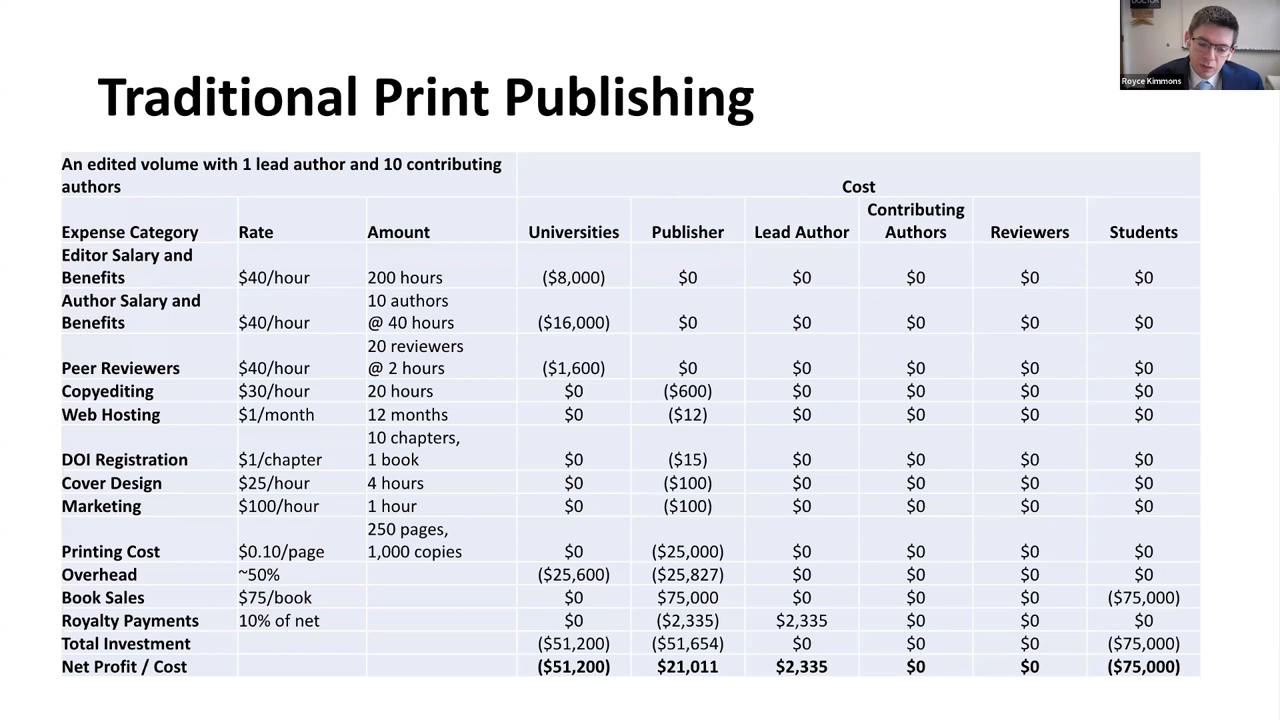 Royce Kimmons
Traditional Print Publishing
An edited volume with 1 lead author and 10 contributing
authors
Cost
Expense Category Rate Amount Universities Publisher Lead Author Contributing Authors Reviewers Students
Editor Salary and Benefits $40/hour 200 hours ($8,000) $0 $0 $0 $0 $0
Author Salary and Benefits $40/hour 10 authors @ 40 hours ($16,000) $0 $0 $0 $0 $0
Peer Reviewers $40/hour 20 reviewers @ 2 hours ($1,600) $0 $0 $0 $0 $0
Copyediting $30/hour 20 hours $0 ($600) $0 $0 $0 $0
Web Hosting $1/month 12 months $0 ($12) $0 $0 $0 $0
DOI Registration $1/chapter 10 chapters, 1 book $0 ($15) $0 $0 $0 $0
Cover Design $25/hour 4 hours $0 ($100) $0 $0 $0 $0
Marketing $100/hour 1 hour $0 ($100) $0 $0 $0 $0
Printing Cost $0.10/page 250 pages, 1,000 copies $0 ($25,000) $0 $0 $0 $0
Overhead ~50% ($25,600) ($25,827) $0 $0 $0 $0
Book Sales $75/book $0 $75,000 $0 $0 $0 ($75,000)
Royalty Payments 10% of net $0 ($2,335) $2,335 $0 $0 $0
Total Investment ($51,200) ($51,654) $0 $0 $0 ($75,000)
Net Profit / Cost ($51,200) $21,011 $2,335 $0 $0 ($75,000)